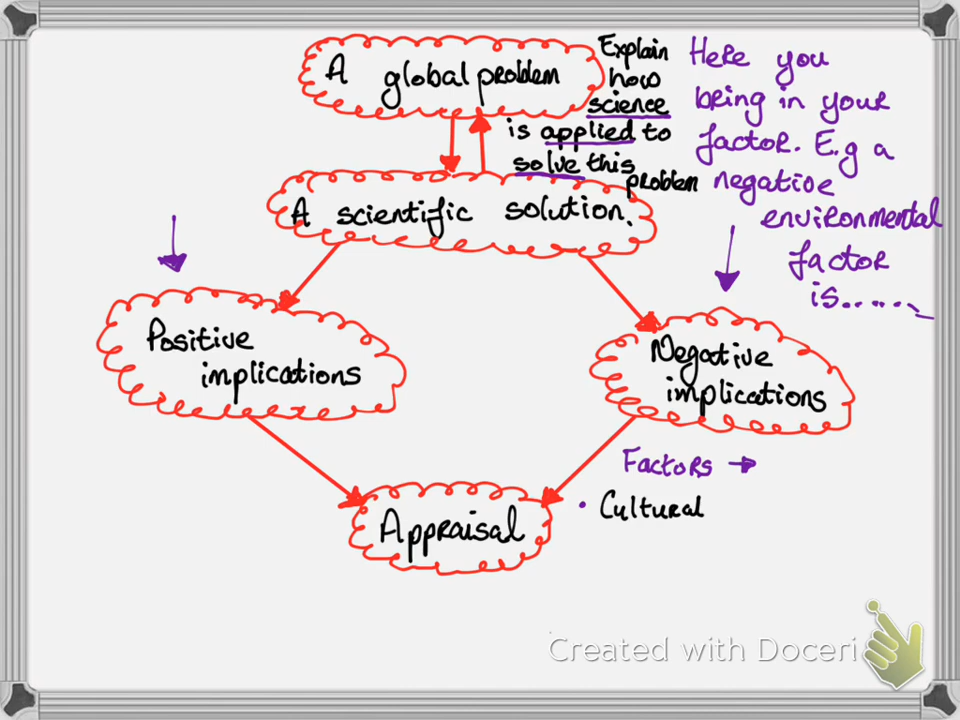 A global problem
Explain
how
science
is applied to
solve this
problem
Here you
bring in your
factor. E.g a
negative
environmental
factor
is......
A scientific solution.
Positive
implications
Negative
implications
Factors →
• Cultural
Appraisal
Created with Doceri